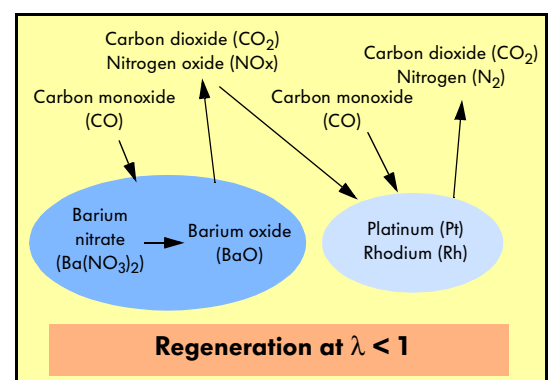 Carbon dioxide (CO₂)
Nitrogen oxide (NOx)
Carbon dioxide (CO₂)
Nitrogen (N₂)
Carbon monoxide
(CO)
Carbon monoxide
(CO)
Barium
nitrate
(Ba(NO₃)₂)
Barium oxide
(BaO)
Platinum (Pt)
Rhodium (Rh)
Regeneration at λ < 1